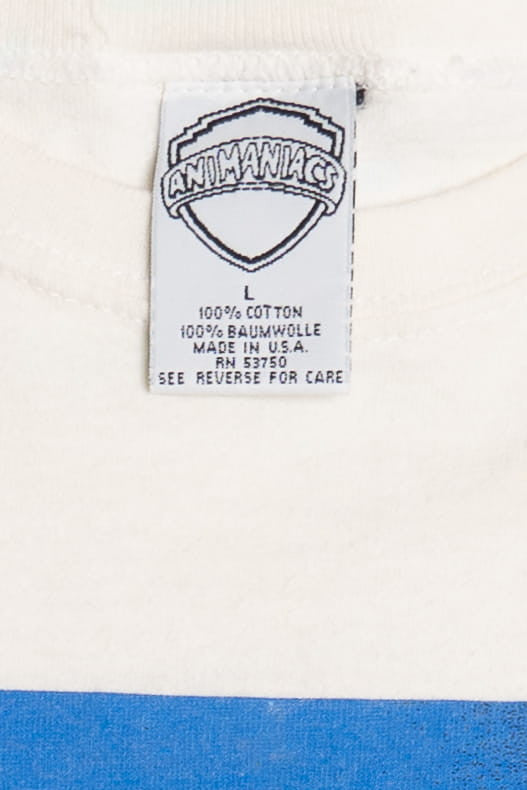 ANIMANIACS
L
100% COTTON
100% BAUMWOLLE
MADE IN U.S.A.
RN 53750
SEE REVERSE FOR CARE